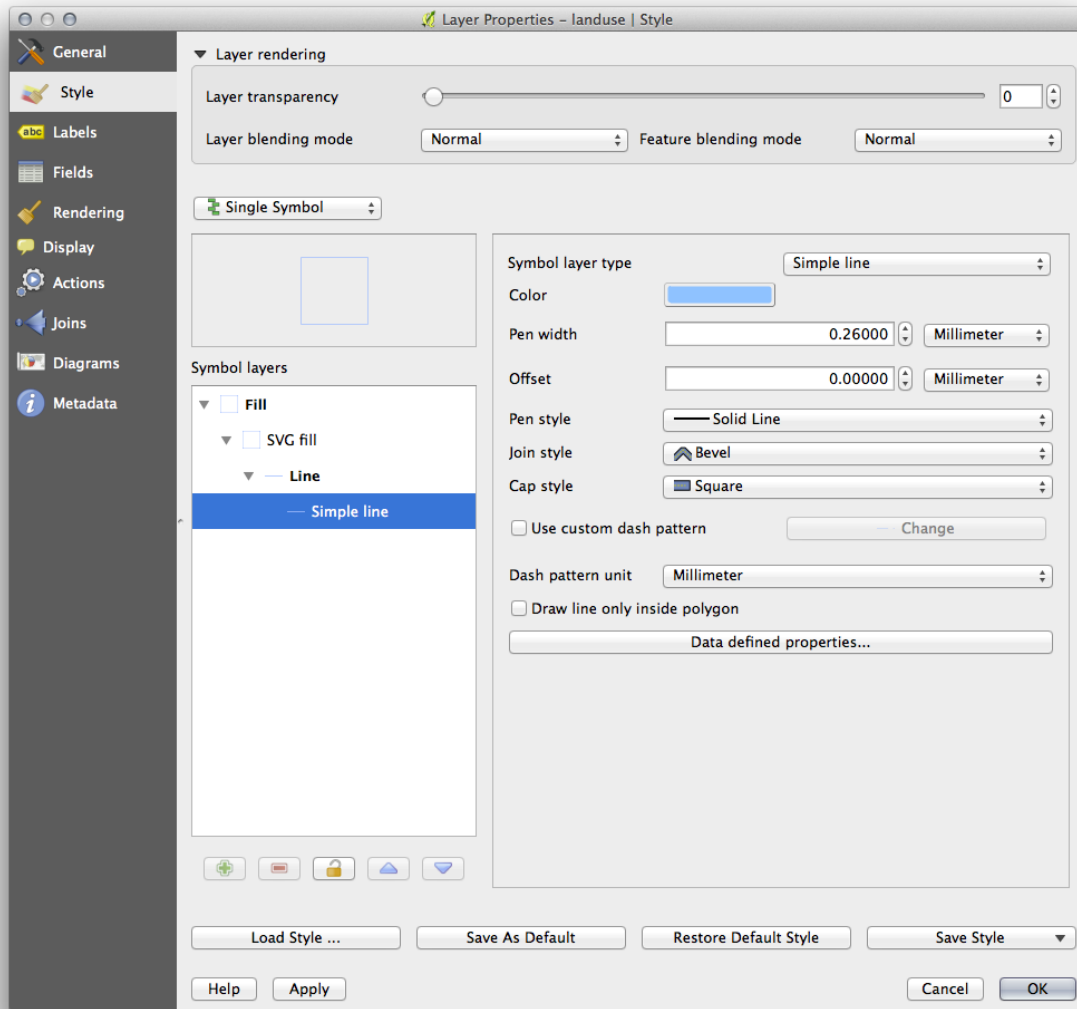 Layer Properties - landuse | Style
General
Style
abc Labels
Fields
Rendering
Display
Actions
Joins
Diagrams
i Metadata
Layer rendering
Layer transparency 0
Layer blending mode Normal Feature blending mode Normal
Single Symbol
Symbol layers
Fill
SVG fill
Line
Simple line
Symbol layer type Simple line
Color
Pen width 0.26000 Millimeter
Offset 0.00000 Millimeter
Pen style Solid Line
Join style Bevel
Cap style Square
Use custom dash pattern Change
Dash pattern unit Millimeter
Draw line only inside polygon
Data defined properties...
Load Style ... Save As Default Restore Default Style Save Style
Help Apply Cancel OK